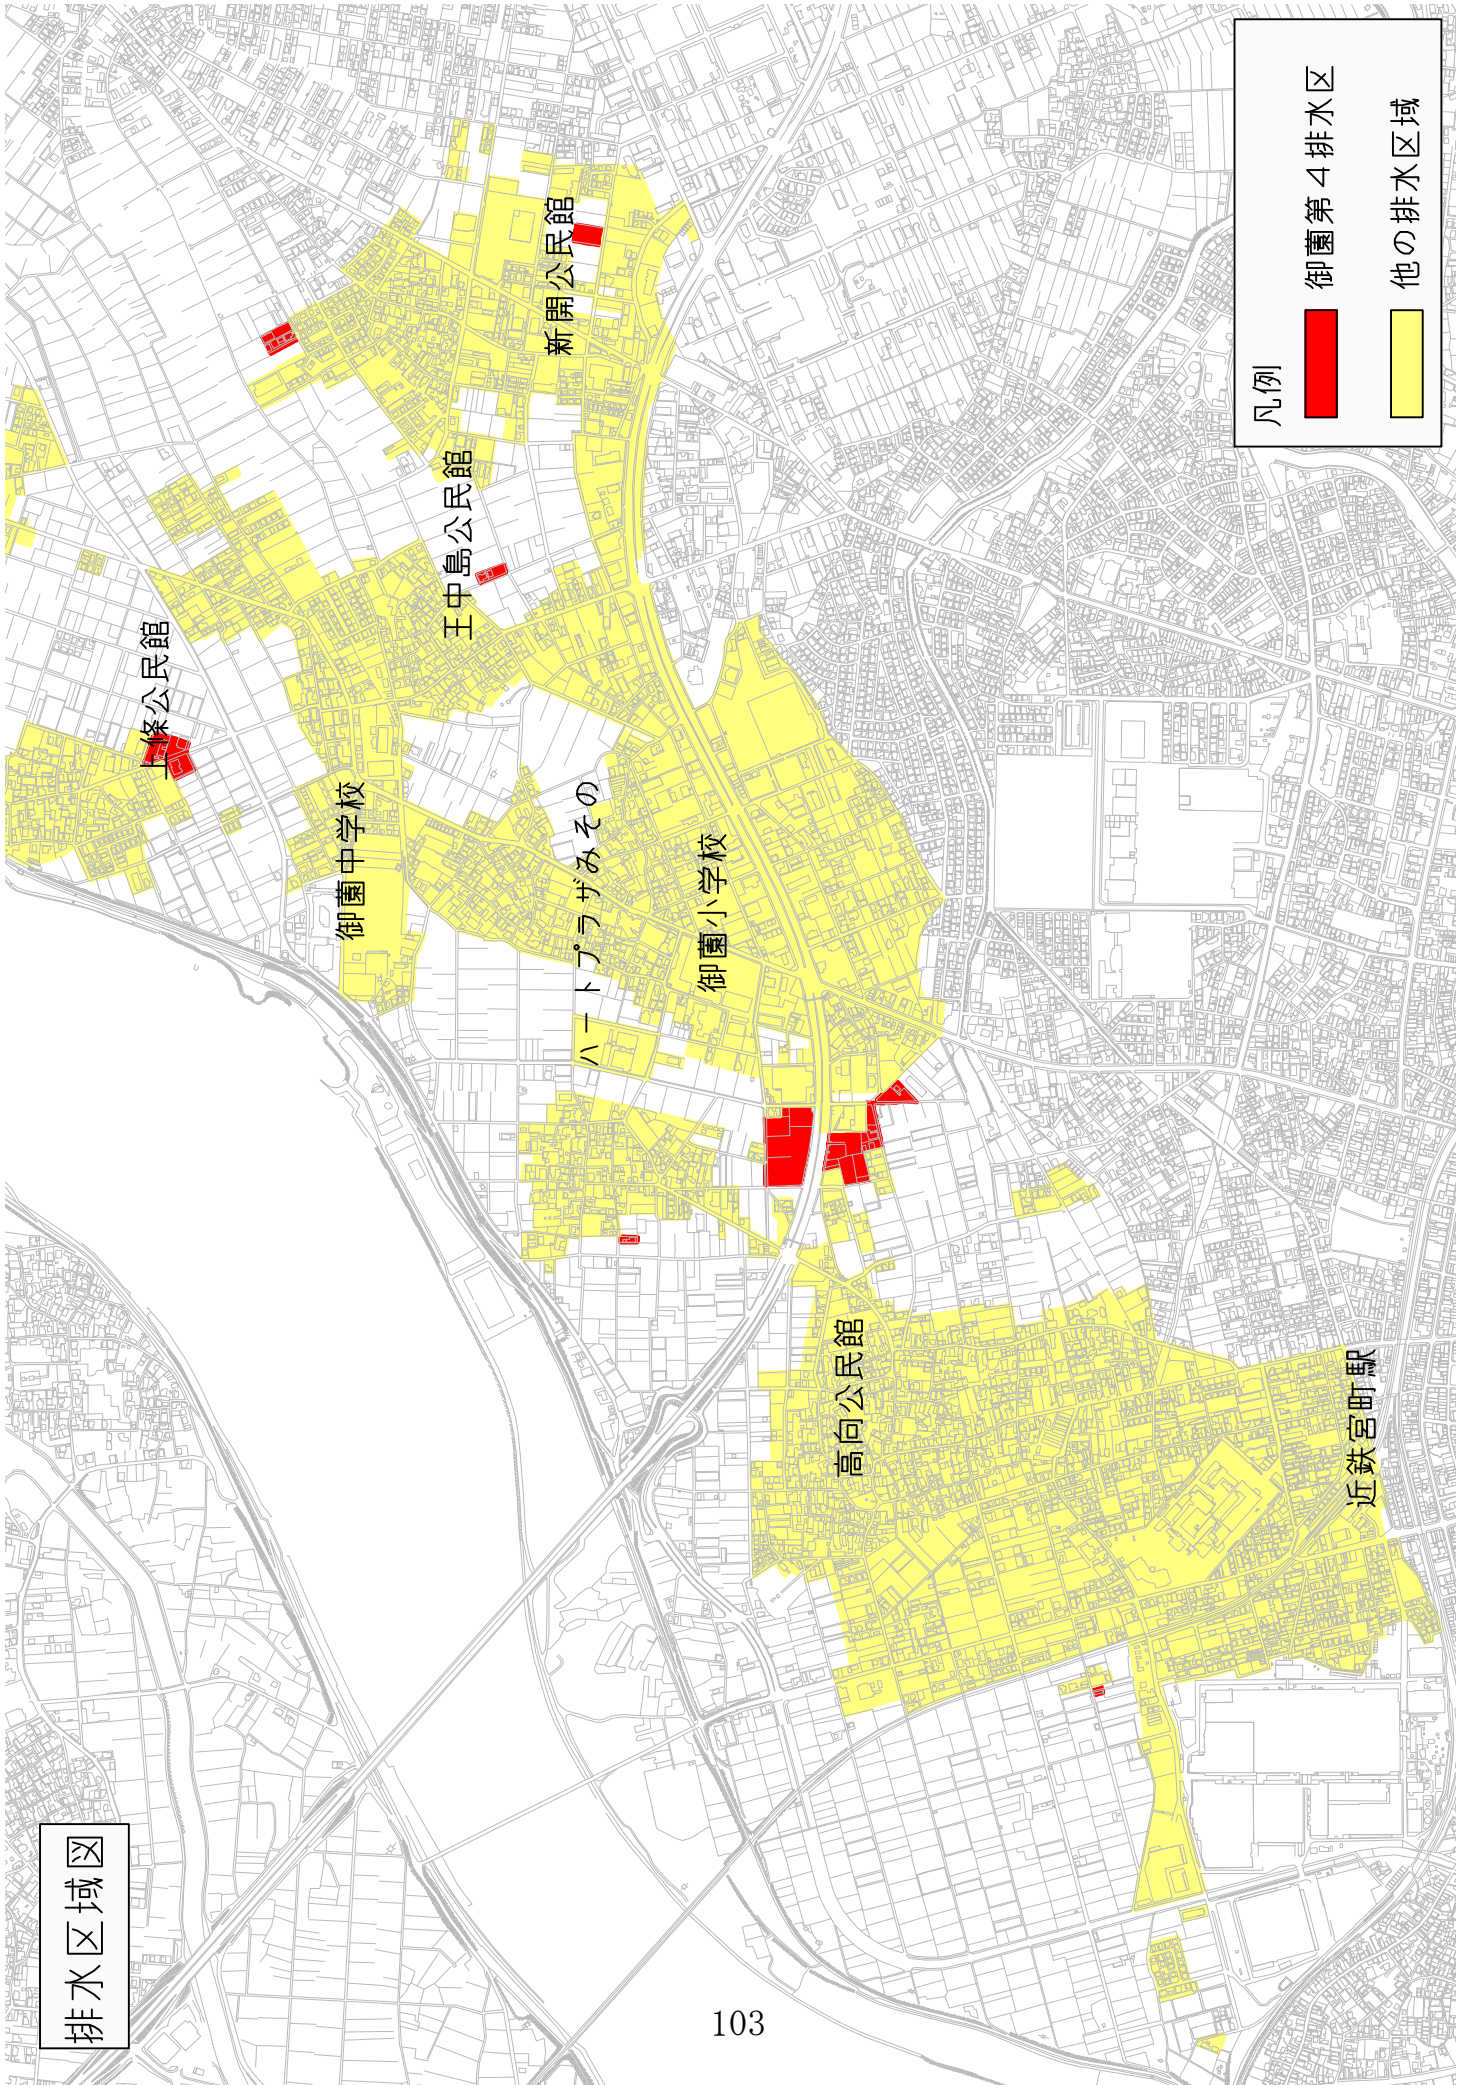 排水区域図
上條公民館
御薗中学校
王中島公民館
新開公民館
ハートプラザみその
御薗小学校
高向公民館
近鉄宮町駅
凡例
御薗第４排水区
他の排水区域
103